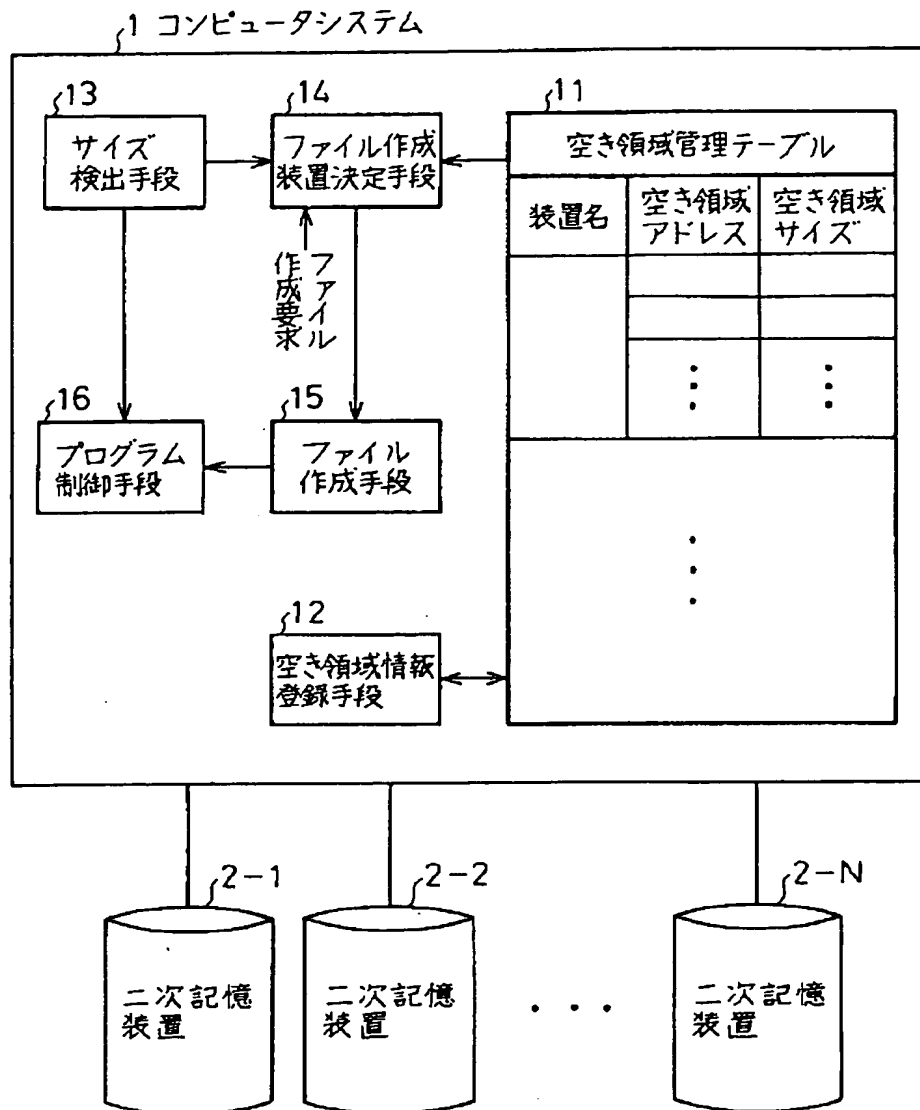 1 コンピュータシステム
13
サイズ
検出手段
14
ファイル作成
装置決定手段
11
空き領域管理テーブル
装置名
空き領域
アドレス
空き領域
サイズ
ファイル
作成要求
16
プログラム
制御手段
15
ファイル
作成手段
12
空き領域情報
登録手段
2-1
二次記憶
装置
2-2
二次記憶
装置
2-N
二次記憶
装置